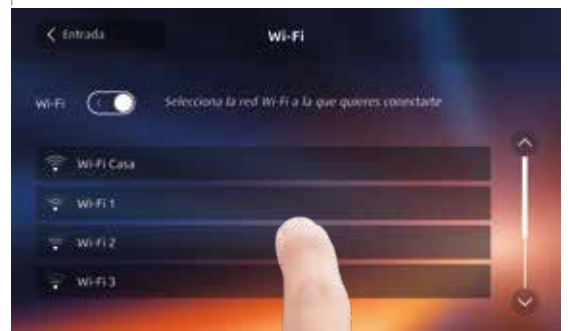 Entrada
Wi-Fi
Wi-Fi
Selecciona la red Wi-Fi a la que quieres conectarte
Wi-Fi Casa
Wi-Fi 1
Wi-Fi 2
Wi-Fi 3